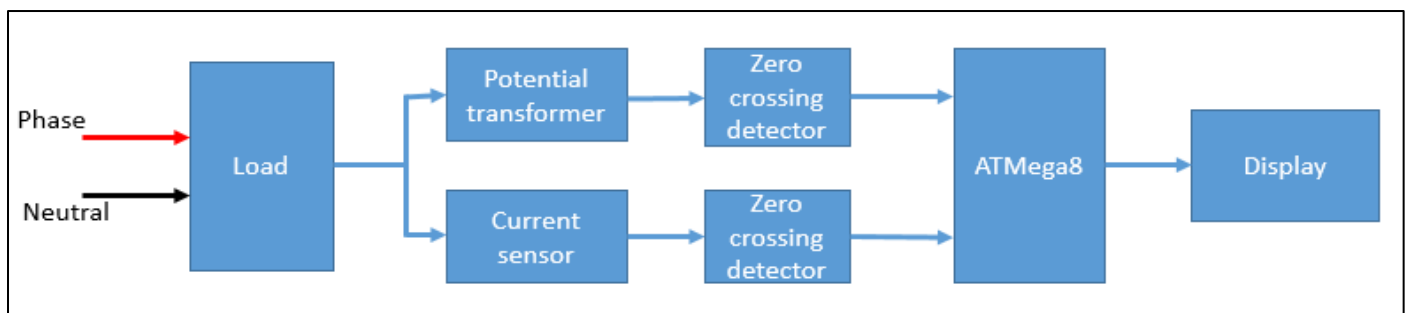 Phase
Neutral
Load
Potential
transformer
Zero
crossing
detector
Current
sensor
Zero
crossing
detector
ATMega8
Display